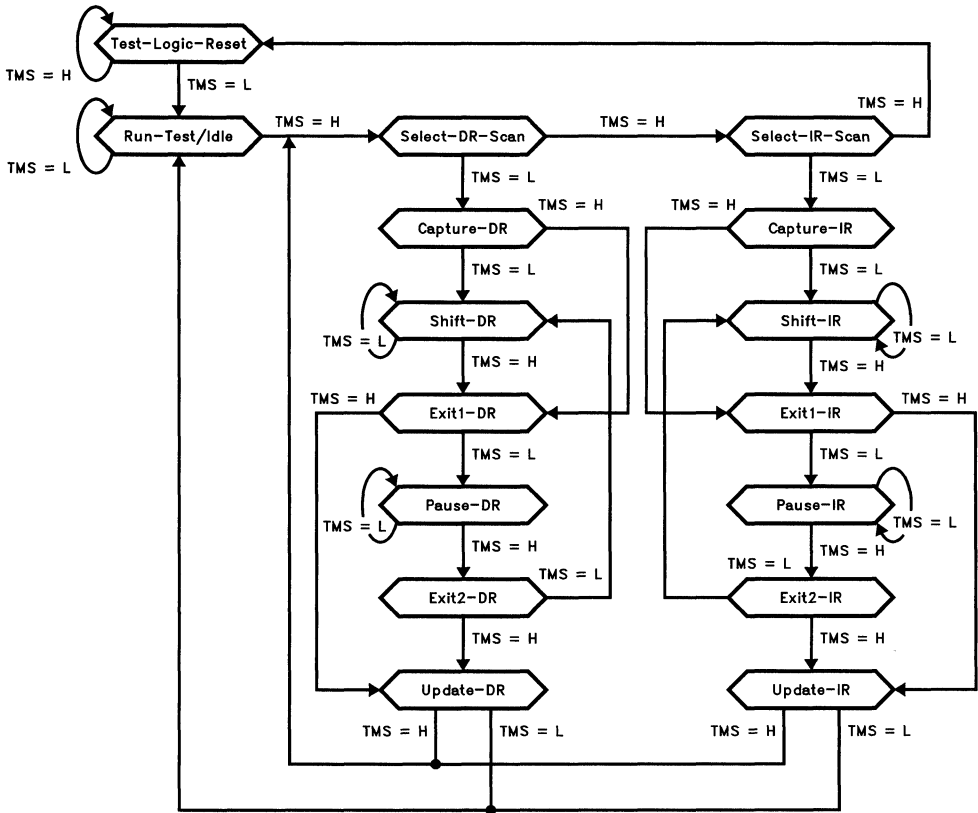 Test-Logic-Reset
TMS = H
TMS = L
TMS = H
Run-Test/Idle
TMS = H
Select-DR-Scan
TMS = H
Select-IR-Scan
TMS = L
TMS = L
TMS = L
TMS = H
TMS = H
Capture-DR
Capture-IR
TMS = L
TMS = L
Shift-DR
Shift-IR
TMS = L
TMS = L
TMS = H
TMS = H
TMS = H
Exit1-DR
Exit1-IR
TMS = H
TMS = L
TMS = L
Pause-DR
Pause-IR
TMS = L
TMS = L
TMS = H
TMS = H
TMS = L
TMS = L
Exit2-DR
Exit2-IR
TMS = H
TMS = H
Update-DR
Update-IR
TMS = H
TMS = L
TMS = H
TMS = L